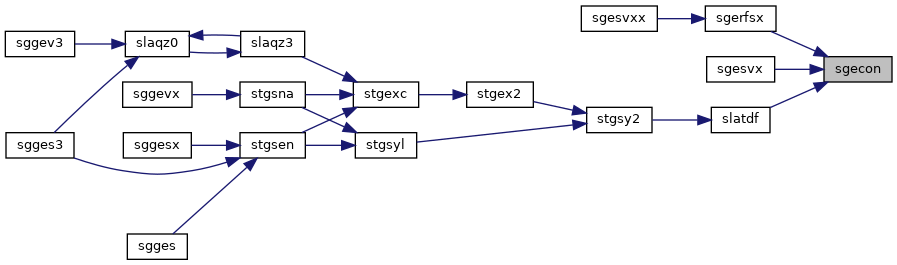 sgesvxx
sgerfsx
sggev3
slaqz0
slaqz3
sgesvx
sgecon
sggevx
stgsna
stgexc
stgex2
stgsy2
slatdf
sgges3
sggesx
stgsen
stgsyl
sgges